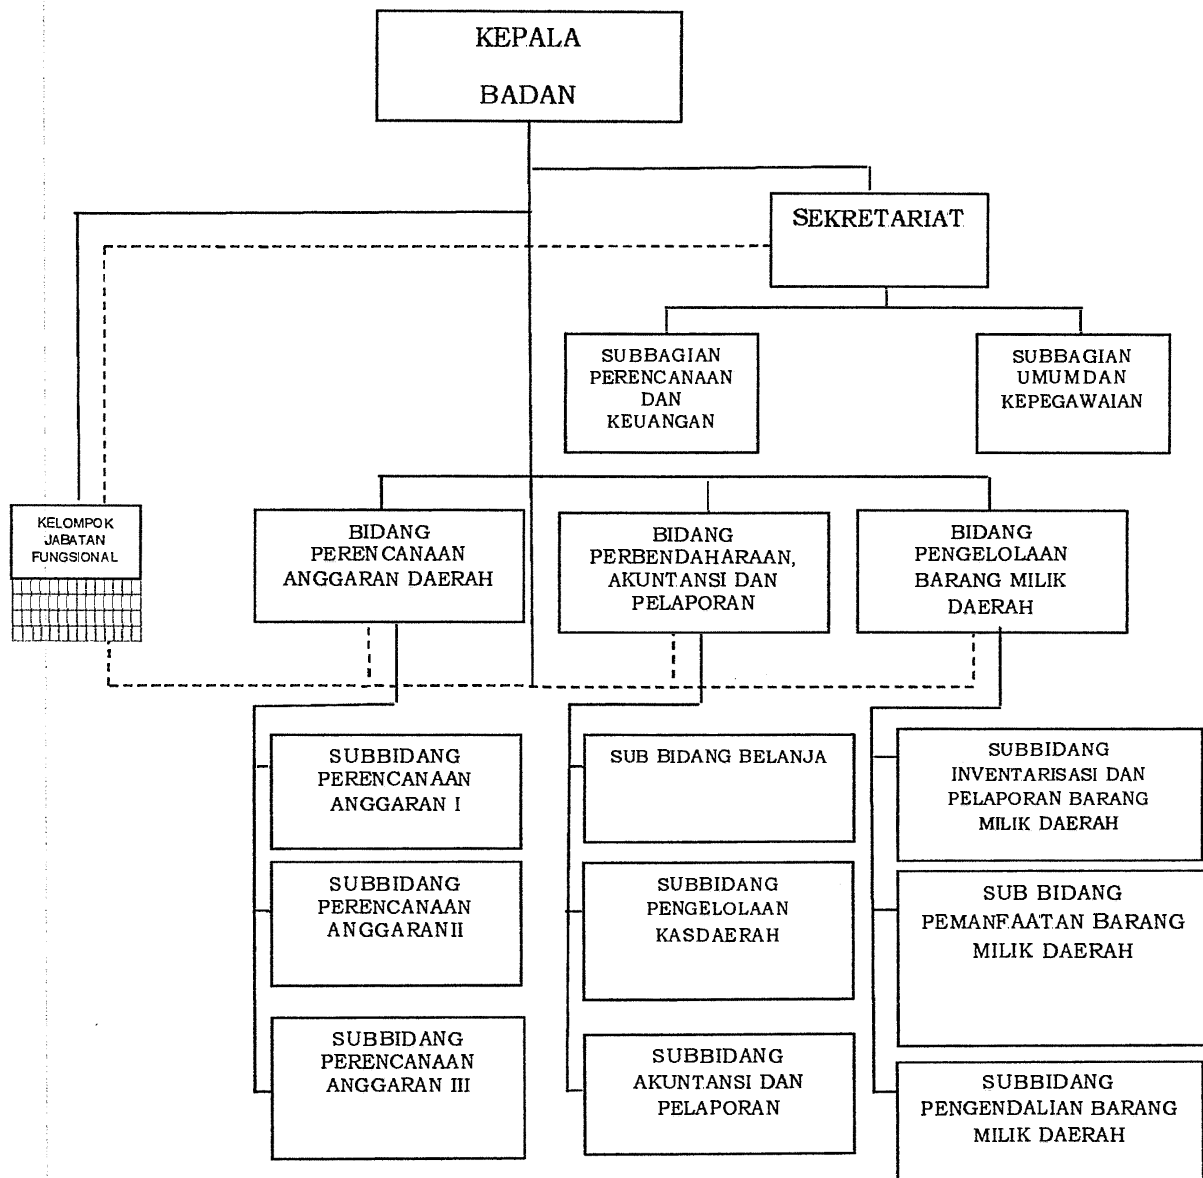 KEPALA
BADAN
SEKRETARIAT
SUBBAGIAN
PERENCANAAN
DAN
KEUANGAN
SUBBAGIAN
UMUMDAN
KEPEGAWAIAN
KELOMPOK
JABATAN
FUNGSIONAL
BIDANG
PERENCANAAN
ANGGARAN DAERAH
BIDANG
PERBENDAHARAAN,
AKUNTANSI DAN
PELAPORAN
BIDANG
PENGELOLAAN
BARANG MILIK
DAERAH
SUBBIDANG
PERENCANAAN
ANGGARAN I
SUBBIDANG
PERENCANAAN
ANGGARANII
SUBBIDANG
PERENCANAAN
ANGGARAN III
SUB BIDANG BELANJA
SUBBIDANG
PENGELOLAAN
KASDAERAH
SUBBIDANG
AKUNTANSI DAN
PELAPORAN
SUBBIDANG
INVENTARISASI DAN
PELAPORAN BARANG
MILIK DAERAH
SUB BIDANG
PEMANFAATAN BARANG
MILIK DAERAH
SUBBIDANG
PENGENDALIAN BARANG
MILIK DAERAH